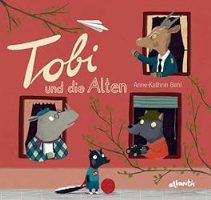 Tobi
und die Alten
Anne-Kathrin Behl
atlantis